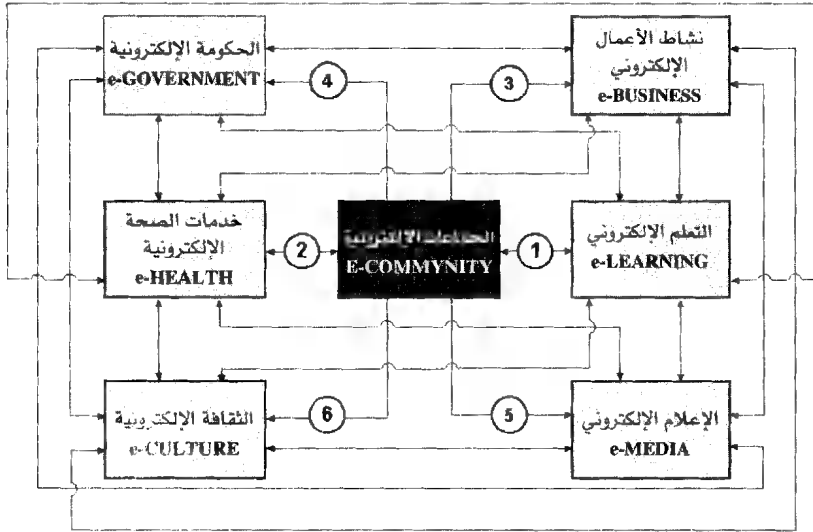 الحكومة الإلكترونية
e-GOVERNMENT
4
3
نشاط الأعمال
الإلكتروني
e-BUSINESS
خدمات الصحة
الإلكترونية
e-HEALTH
2
الإلكترونية
E-COMMYNITY
1
التعلم الإلكتروني
e-LEARNING
الثقافة الإلكترونية
e-CULTURE
6
5
الإعلام الإلكتروني
e-MEDIA